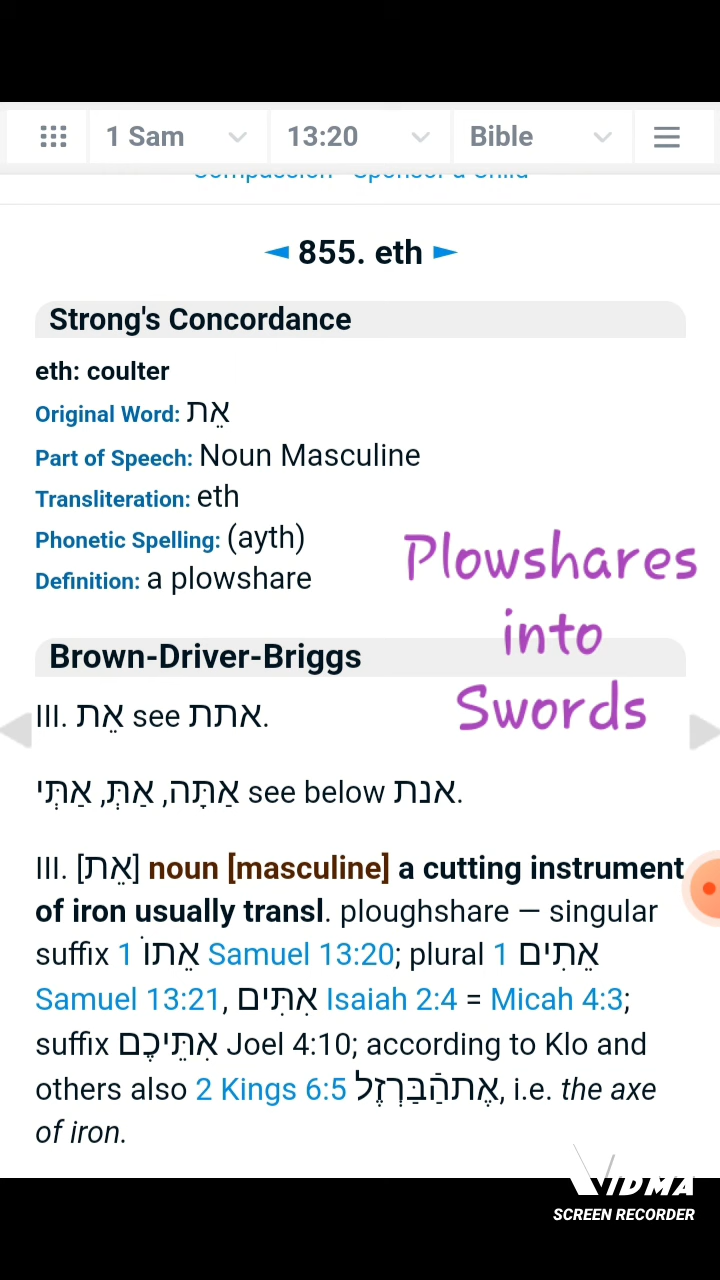 1 Sam 13:20 Bible
Compassion - Sponsor a Child
◄ 855. eth ►
Strong's Concordance
eth: coulter
Original Word: אֵת
Part of Speech: Noun Masculine
Transliteration: eth
Phonetic Spelling: (ayth)
Definition: a plowshare
Plowshares
into
Swords
Brown-Driver-Briggs
III. אֵת see אתת.
אַתָּה, אַתְּ, אַתְּי see below אנת.
III. [אֵת] noun [masculine] a cutting instrument
of iron usually transl. ploughshare — singular
suffix אֵתוֺ 1 Samuel 13:20; plural אֵתִים 1
Samuel 13:21, אִתִּים Isaiah 2:4 = Micah 4:3;
suffix אִתֵּיכֶם Joel 4:10; according to Klo and
others also 2 Kings 6:5 אֶתהַֿבַּרְזֶל, i.e. the axe
of iron.
VIDMA
SCREEN RECORDER